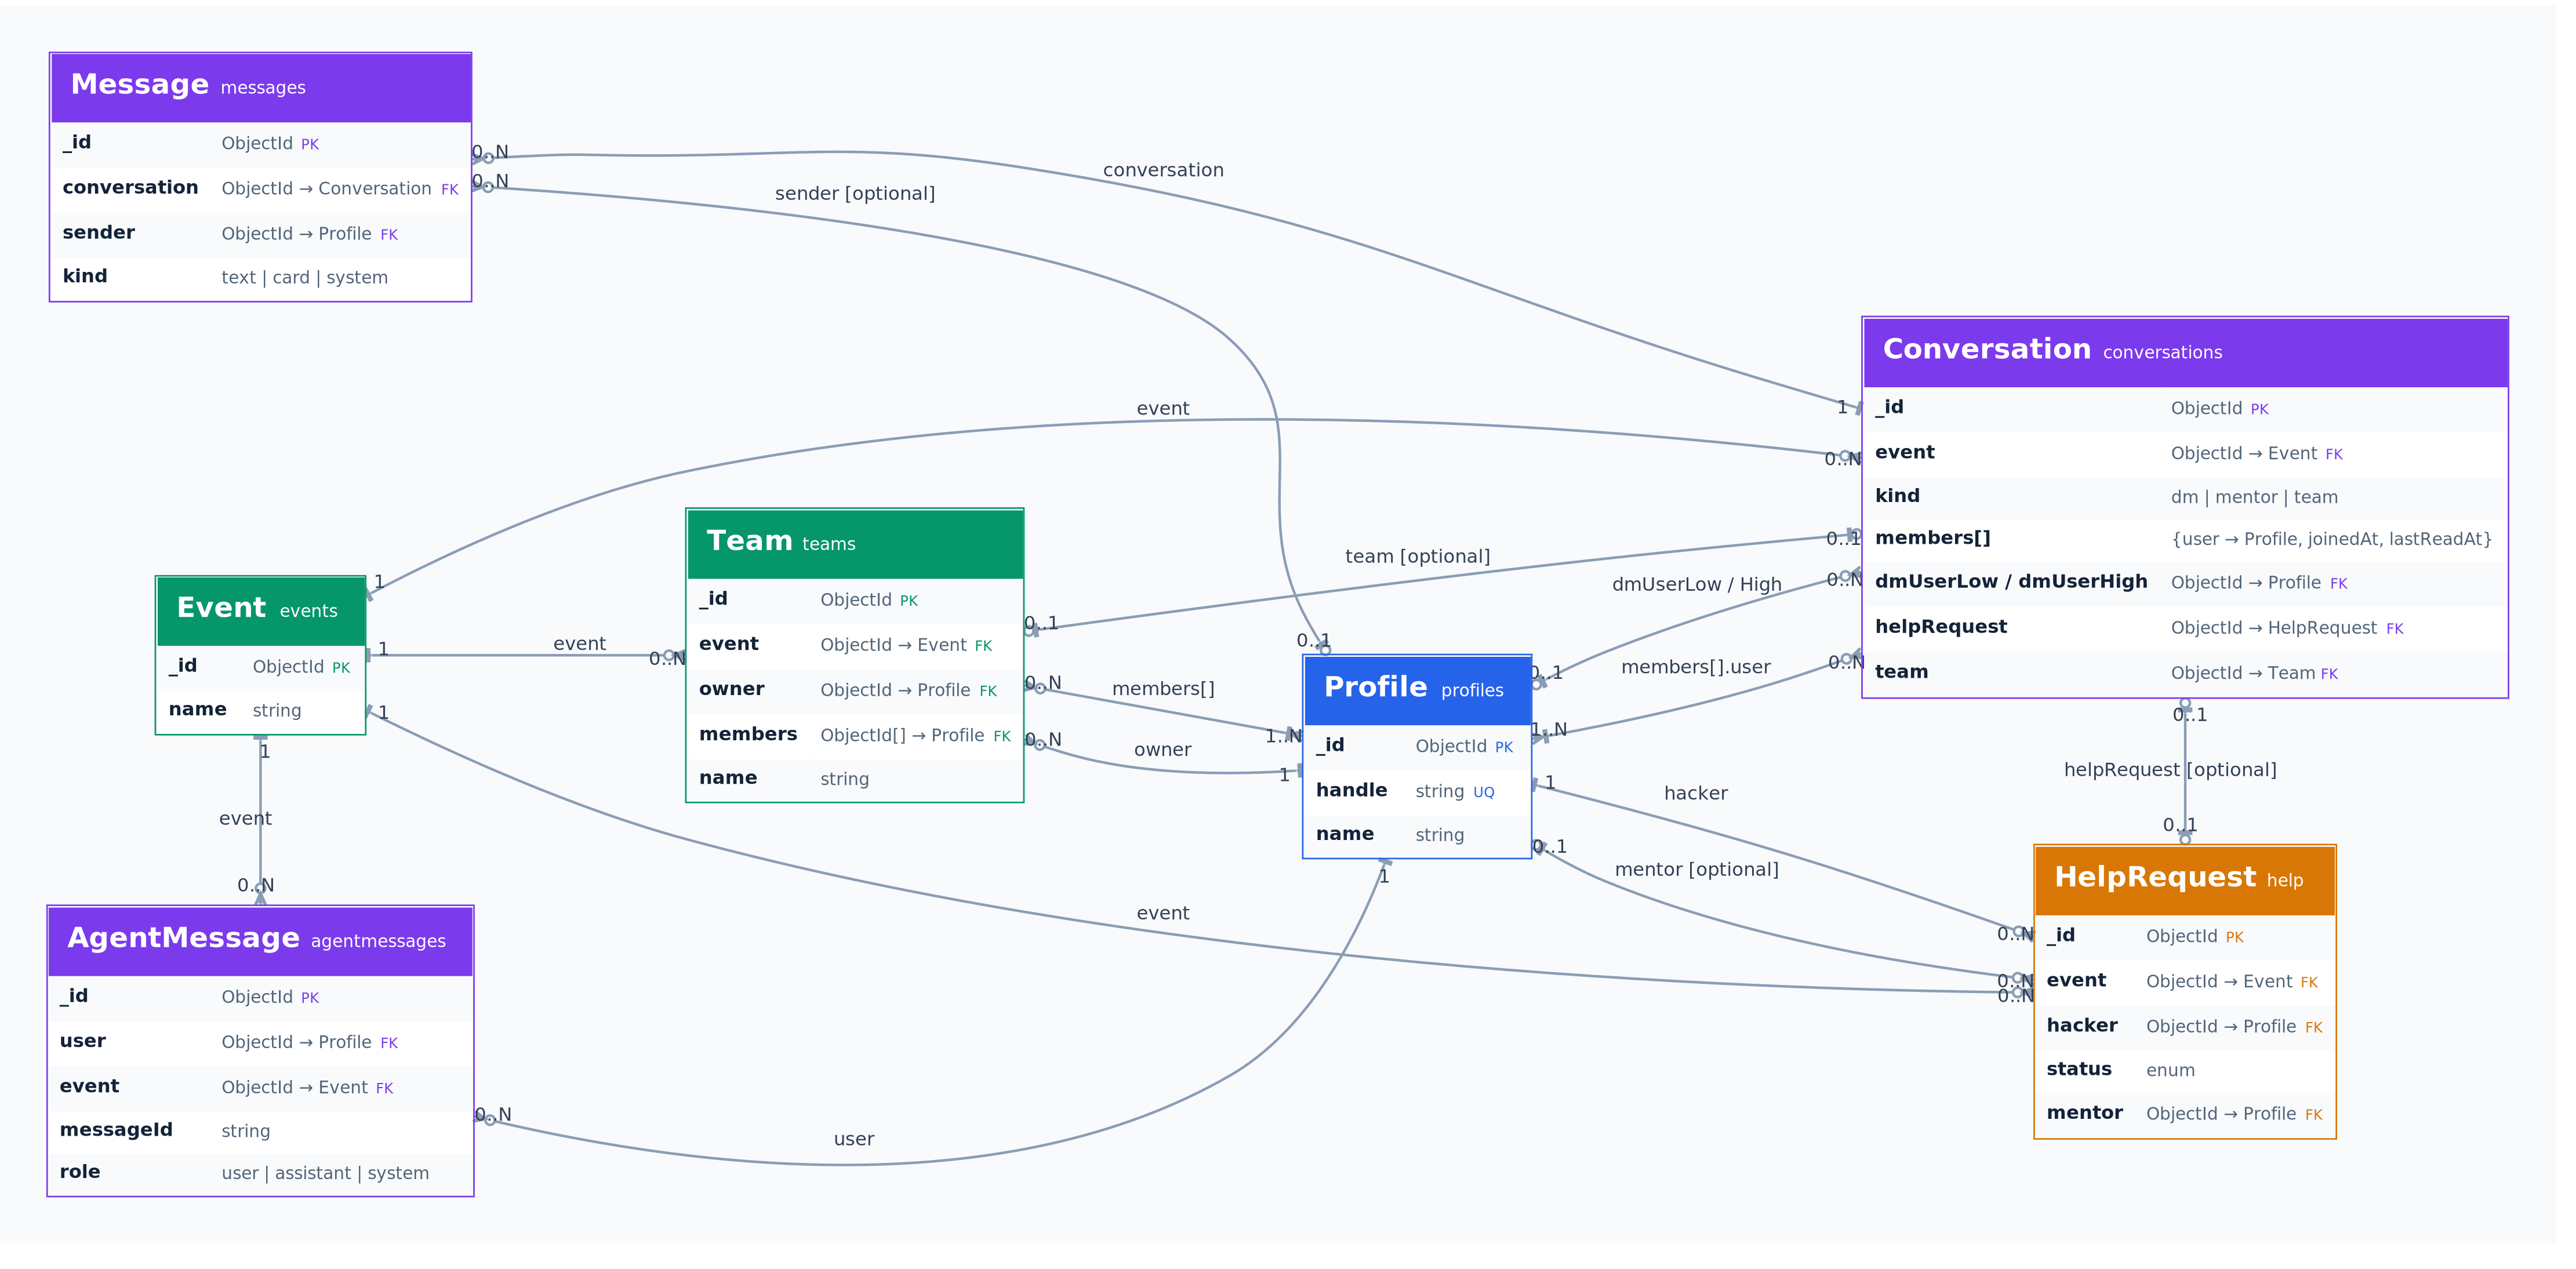 Message messages
_id ObjectId PK
conversation ObjectId → Conversation FK
sender ObjectId → Profile FK
kind text | card | system
0..N
0..N
sender [optional]
conversation
Conversation conversations
_id ObjectId PK
event ObjectId → Event FK
kind dm | mentor | team
members[] {user → Profile, joinedAt, lastReadAt}
dmUserLow / dmUserHigh ObjectId → Profile FK
helpRequest ObjectId → HelpRequest FK
team ObjectId → Team FK
1
0..N
0..1
0..N
0..N
0..1
event
team [optional]
dmUserLow / High
members[].user
Team teams
_id ObjectId PK
event ObjectId → Event FK
owner ObjectId → Profile FK
members ObjectId[] → Profile FK
name string
0..N
0..1
0..N
0..N
Event events
_id ObjectId PK
name string
1
1
1
1
event
members[]
owner
Profile profiles
_id ObjectId PK
handle string UQ
name string
0..1
1..N
1
0..1
1..N
1
0..1
1
hacker
mentor [optional]
helpRequest [optional]
0..1
HelpRequest help
_id ObjectId PK
event ObjectId → Event FK
hacker ObjectId → Profile FK
status enum
mentor ObjectId → Profile FK
0..N
0..N
0..N
event
event
0..N
AgentMessage agentmessages
_id ObjectId PK
user ObjectId → Profile FK
event ObjectId → Event FK
messageId string
role user | assistant | system
0..N
user